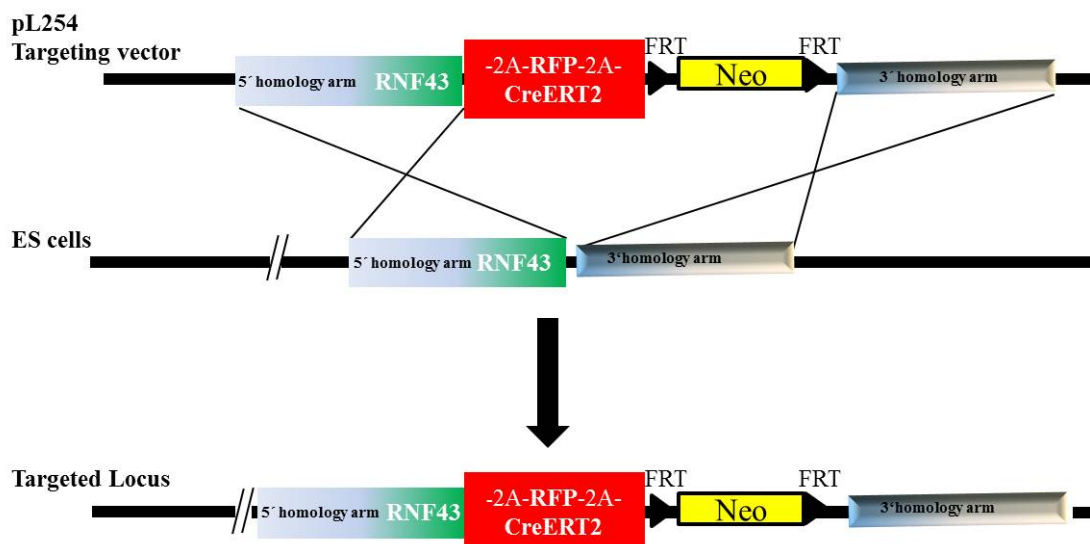 pL254
Targeting vector
FRT
FRT
5´ homology arm
RNF43
-2A-RFP-2A-
CreERT2
Neo
3´homology arm
ES cells
5´ homology arm
RNF43
3‘homology arm
Targeted Locus
FRT
FRT
5´ homology arm
RNF43
-2A-RFP-2A-
CreERT2
Neo
3‘homology arm